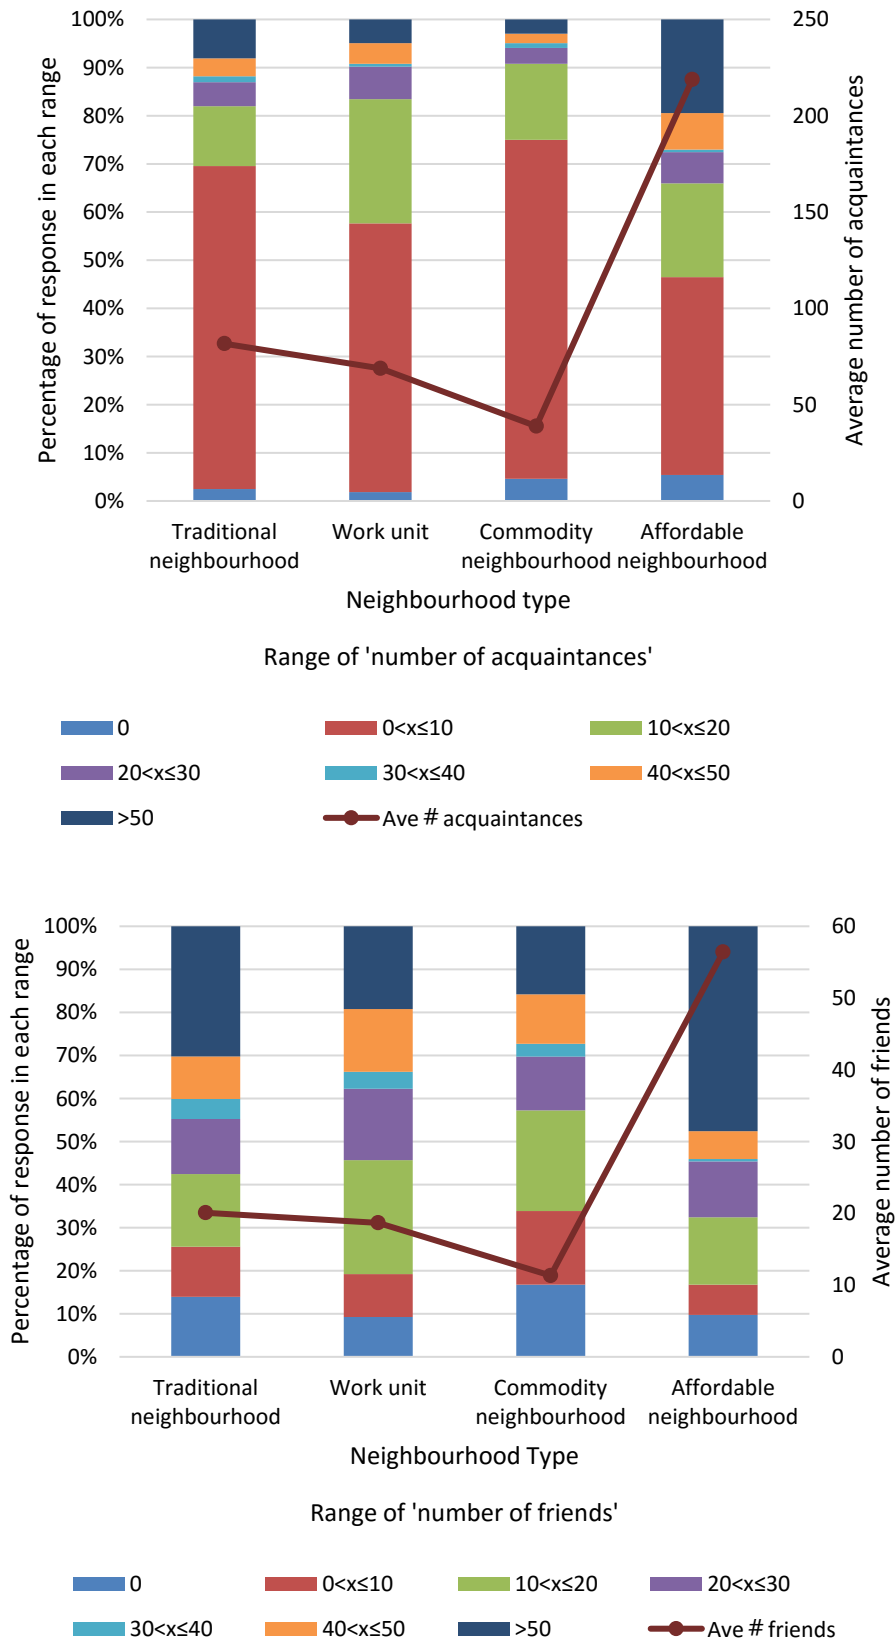 100%
90%
80%
70%
60%
50%
40%
30%
20%
10%
0%
Percentage of response in each range
250
200
150
100
50
0
Average number of acquaintances
Traditional neighbourhood
Work unit
Commodity neighbourhood
Affordable neighbourhood
Neighbourhood type
Range of 'number of acquaintances'
0
0<x≤10
10<x≤20
20<x≤30
30<x≤40
40<x≤50
>50
Ave # acquaintances
100%
90%
80%
70%
60%
50%
40%
30%
20%
10%
0%
Percentage of response in each range
60
50
40
30
20
10
0
Average number of friends
Traditional neighbourhood
Work unit
Commodity neighbourhood
Affordable neighbourhood
Neighbourhood Type
Range of 'number of friends'
0
0<x≤10
10<x≤20
20<x≤30
30<x≤40
40<x≤50
>50
Ave # friends